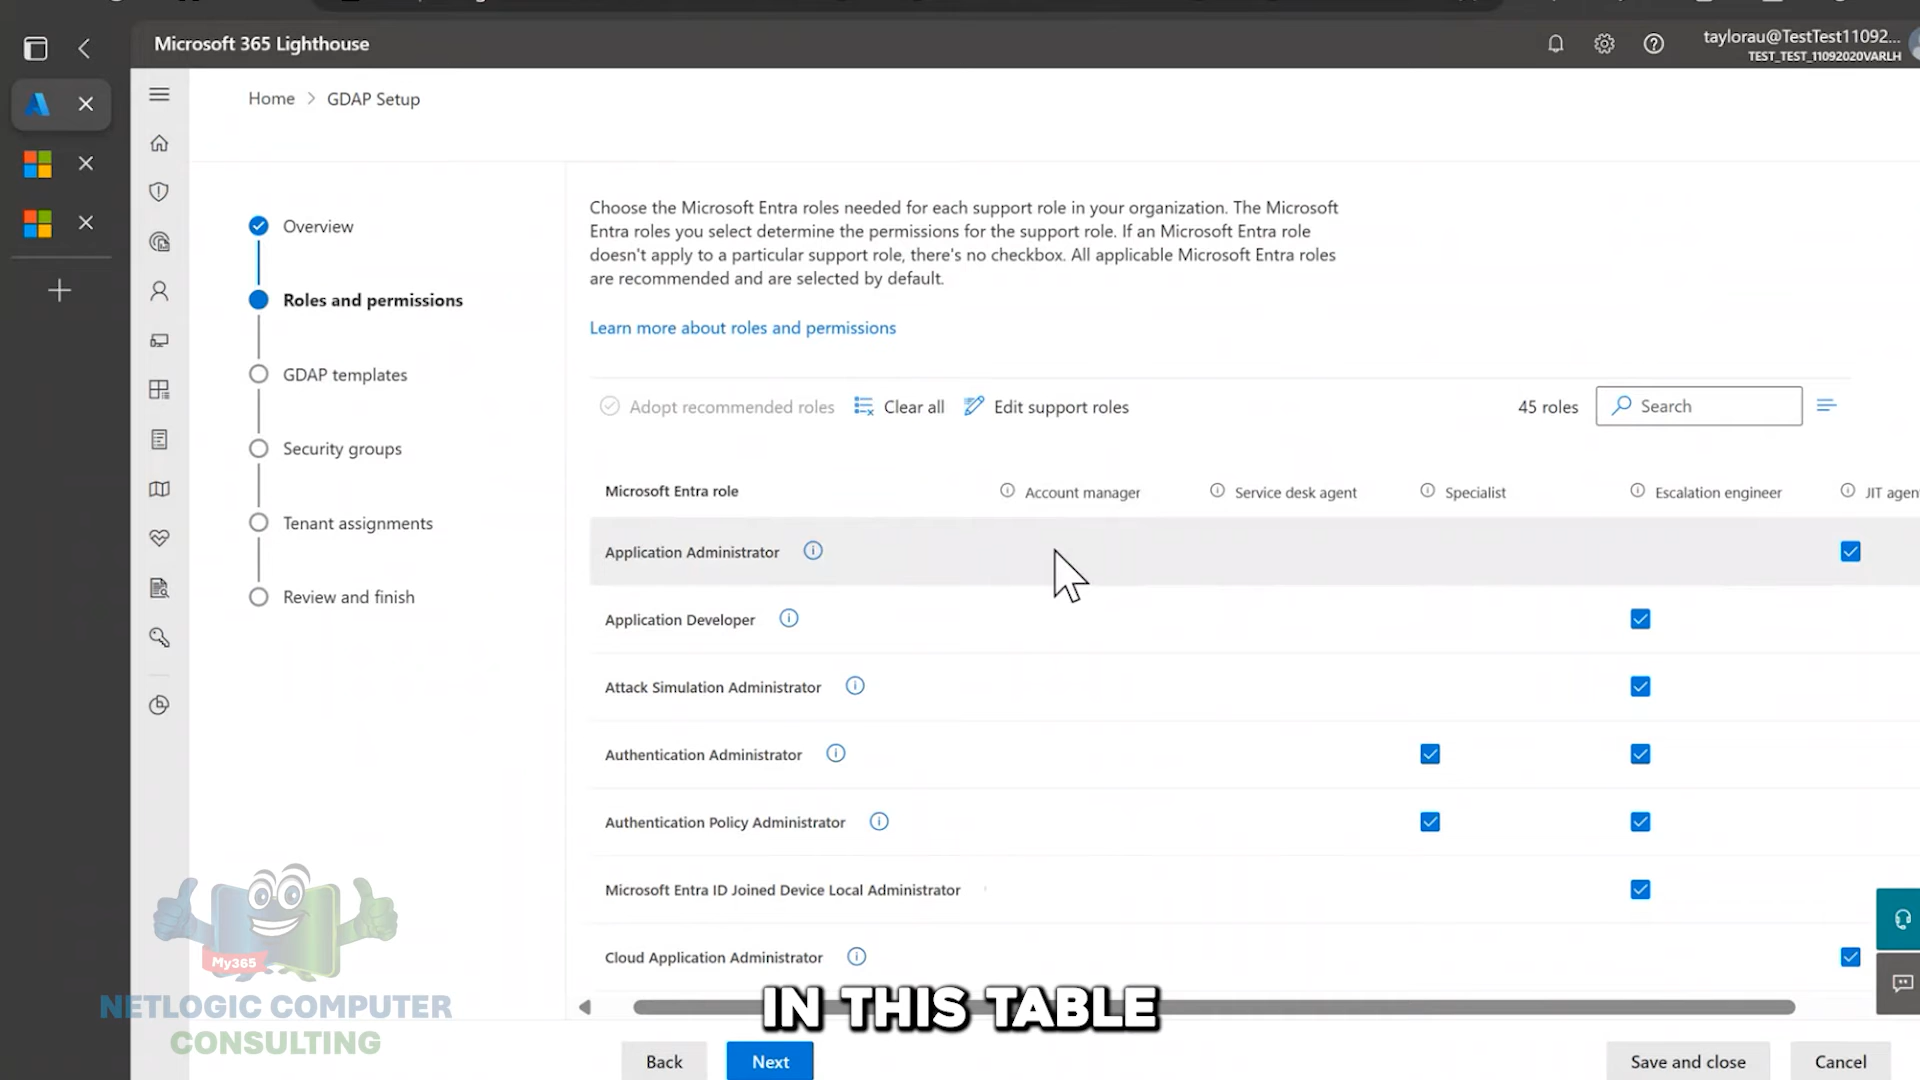 Microsoft 365 Lighthouse
taylorau@TestTest11092...
TEST_TEST_11092020VARLH
Home > GDAP Setup
Overview
Roles and permissions
GDAP templates
Security groups
Tenant assignments
Review and finish
Choose the Microsoft Entra roles needed for each support role in your organization. The Microsoft
Entra roles you select determine the permissions for the support role. If an Microsoft Entra role
doesn't apply to a particular support role, there's no checkbox. All applicable Microsoft Entra roles
are recommended and are selected by default.
Learn more about roles and permissions
Adopt recommended roles Clear all Edit support roles 45 roles Search
Microsoft Entra role Account manager Service desk agent Specialist Escalation engineer JIT agen
Application Administrator
Application Developer
Attack Simulation Administrator
Authentication Administrator
Authentication Policy Administrator
Microsoft Entra ID Joined Device Local Administrator
Cloud Application Administrator
My365
NETLOGIC COMPUTER
CONSULTING
IN THIS TABLE
Back Next Save and close Cancel